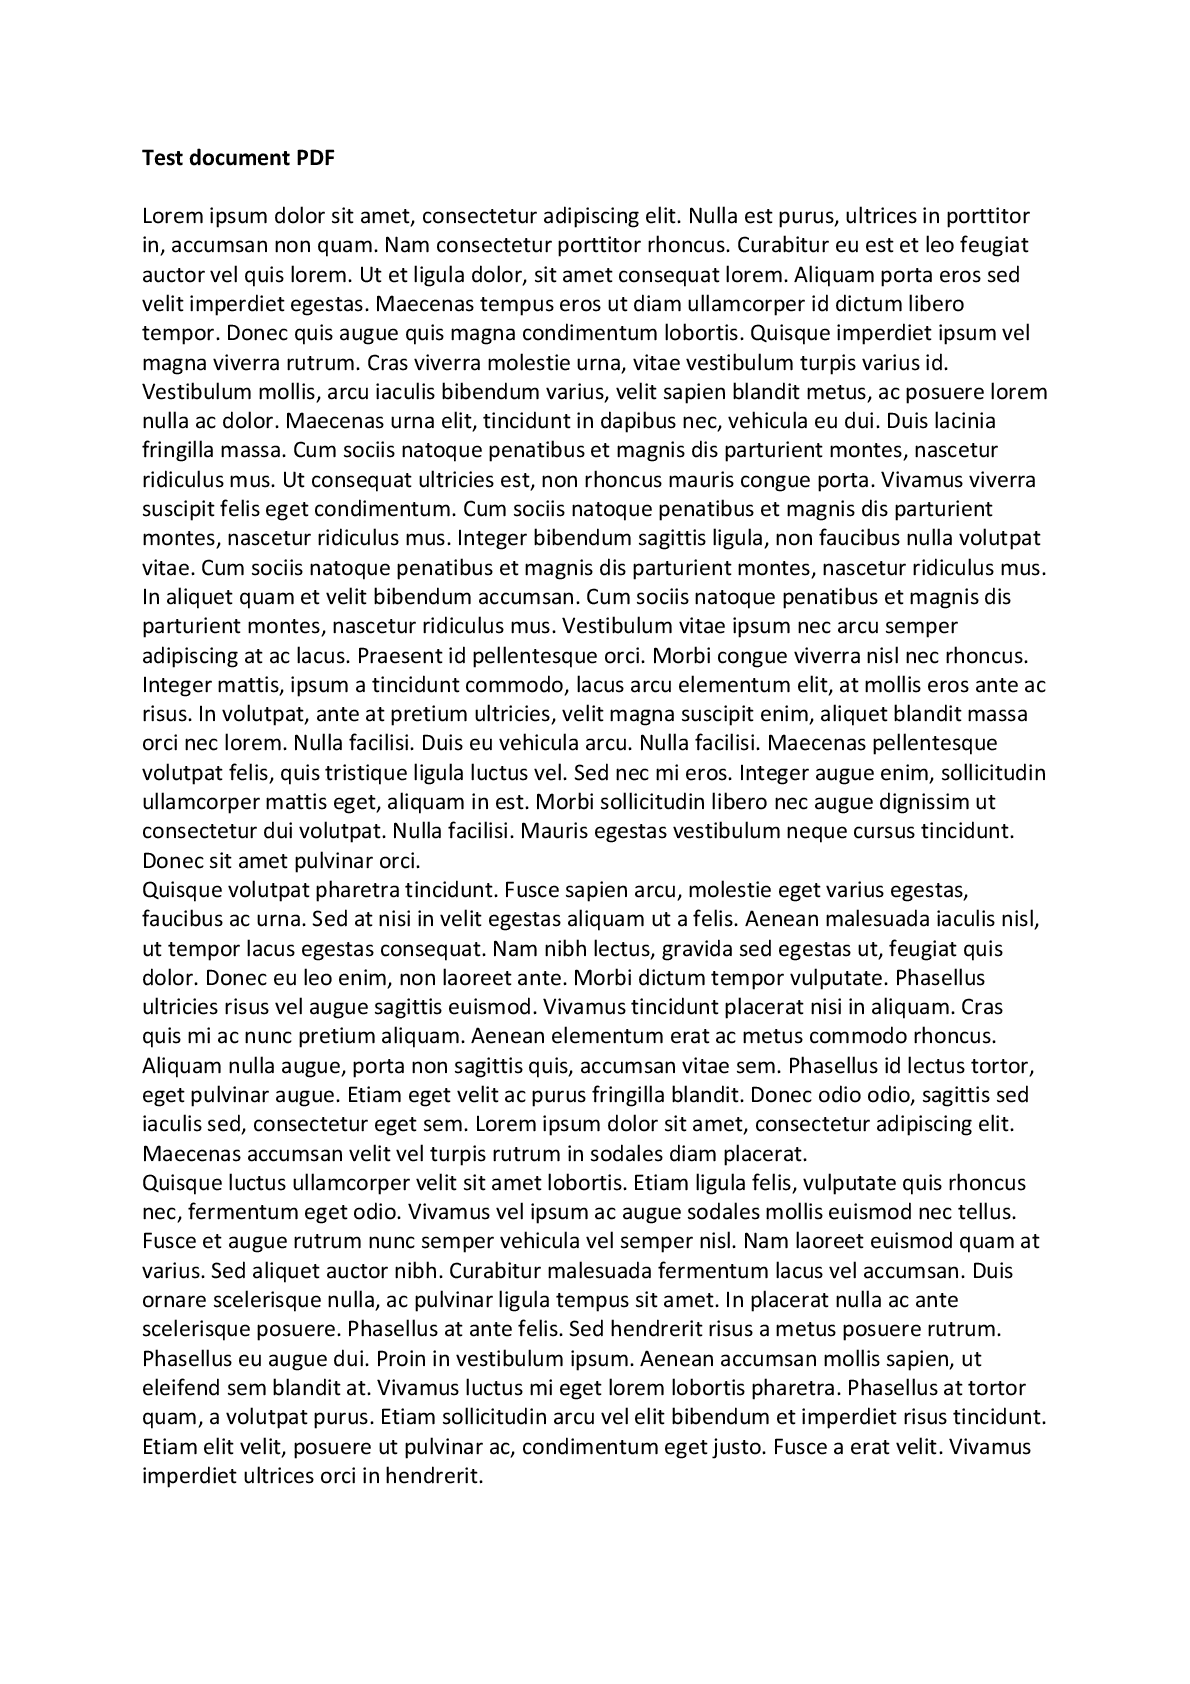 Test document PDF
Lorem ipsum dolor sit amet, consectetur adipiscing elit. Nulla est purus, ultrices in porttitor
in, accumsan non quam. Nam consectetur porttitor rhoncus. Curabitur eu est et leo feugiat
auctor vel quis lorem. Ut et ligula dolor, sit amet consequat lorem. Aliquam porta eros sed
velit imperdiet egestas. Maecenas tempus eros ut diam ullamcorper id dictum libero
tempor. Donec quis augue quis magna condimentum lobortis. Quisque imperdiet ipsum vel
magna viverra rutrum. Cras viverra molestie urna, vitae vestibulum turpis varius id.
Vestibulum mollis, arcu iaculis bibendum varius, velit sapien blandit metus, ac posuere lorem
nulla ac dolor. Maecenas urna elit, tincidunt in dapibus nec, vehicula eu dui. Duis lacinia
fringilla massa. Cum sociis natoque penatibus et magnis dis parturient montes, nascetur
ridiculus mus. Ut consequat ultricies est, non rhoncus mauris congue porta. Vivamus viverra
suscipit felis eget condimentum. Cum sociis natoque penatibus et magnis dis parturient
montes, nascetur ridiculus mus. Integer bibendum sagittis ligula, non faucibus nulla volutpat
vitae. Cum sociis natoque penatibus et magnis dis parturient montes, nascetur ridiculus mus.
In aliquet quam et velit bibendum accumsan. Cum sociis natoque penatibus et magnis dis
parturient montes, nascetur ridiculus mus. Vestibulum vitae ipsum nec arcu semper
adipiscing at ac lacus. Praesent id pellentesque orci. Morbi congue viverra nisl nec rhoncus.
Integer mattis, ipsum a tincidunt commodo, lacus arcu elementum elit, at mollis eros ante ac
risus. In volutpat, ante at pretium ultricies, velit magna suscipit enim, aliquet blandit massa
orci nec lorem. Nulla facilisi. Duis eu vehicula arcu. Nulla facilisi. Maecenas pellentesque
volutpat felis, quis tristique ligula luctus vel. Sed nec mi eros. Integer augue enim, sollicitudin
ullamcorper mattis eget, aliquam in est. Morbi sollicitudin libero nec augue dignissim ut
consectetur dui volutpat. Nulla facilisi. Mauris egestas vestibulum neque cursus tincidunt.
Donec sit amet pulvinar orci.
Quisque volutpat pharetra tincidunt. Fusce sapien arcu, molestie eget varius egestas,
faucibus ac urna. Sed at nisi in velit egestas aliquam ut a felis. Aenean malesuada iaculis nisl,
ut tempor lacus egestas consequat. Nam nibh lectus, gravida sed egestas ut, feugiat quis
dolor. Donec eu leo enim, non laoreet ante. Morbi dictum tempor vulputate. Phasellus
ultricies risus vel augue sagittis euismod. Vivamus tincidunt placerat nisi in aliquam. Cras
quis mi ac nunc pretium aliquam. Aenean elementum erat ac metus commodo rhoncus.
Aliquam nulla augue, porta non sagittis quis, accumsan vitae sem. Phasellus id lectus tortor,
eget pulvinar augue. Etiam eget velit ac purus fringilla blandit. Donec odio odio, sagittis sed
iaculis sed, consectetur eget sem. Lorem ipsum dolor sit amet, consectetur adipiscing elit.
Maecenas accumsan velit vel turpis rutrum in sodales diam placerat.
Quisque luctus ullamcorper velit sit amet lobortis. Etiam ligula felis, vulputate quis rhoncus
nec, fermentum eget odio. Vivamus vel ipsum ac augue sodales mollis euismod nec tellus.
Fusce et augue rutrum nunc semper vehicula vel semper nisl. Nam laoreet euismod quam at
varius. Sed aliquet auctor nibh. Curabitur malesuada fermentum lacus vel accumsan. Duis
ornare scelerisque nulla, ac pulvinar ligula tempus sit amet. In placerat nulla ac ante
scelerisque posuere. Phasellus at ante felis. Sed hendrerit risus a metus posuere rutrum.
Phasellus eu augue dui. Proin in vestibulum ipsum. Aenean accumsan mollis sapien, ut
eleifend sem blandit at. Vivamus luctus mi eget lorem lobortis pharetra. Phasellus at tortor
quam, a volutpat purus. Etiam sollicitudin arcu vel elit bibendum et imperdiet risus tincidunt.
Etiam elit velit, posuere ut pulvinar ac, condimentum eget justo. Fusce a erat velit. Vivamus
imperdiet ultrices orci in hendrerit.